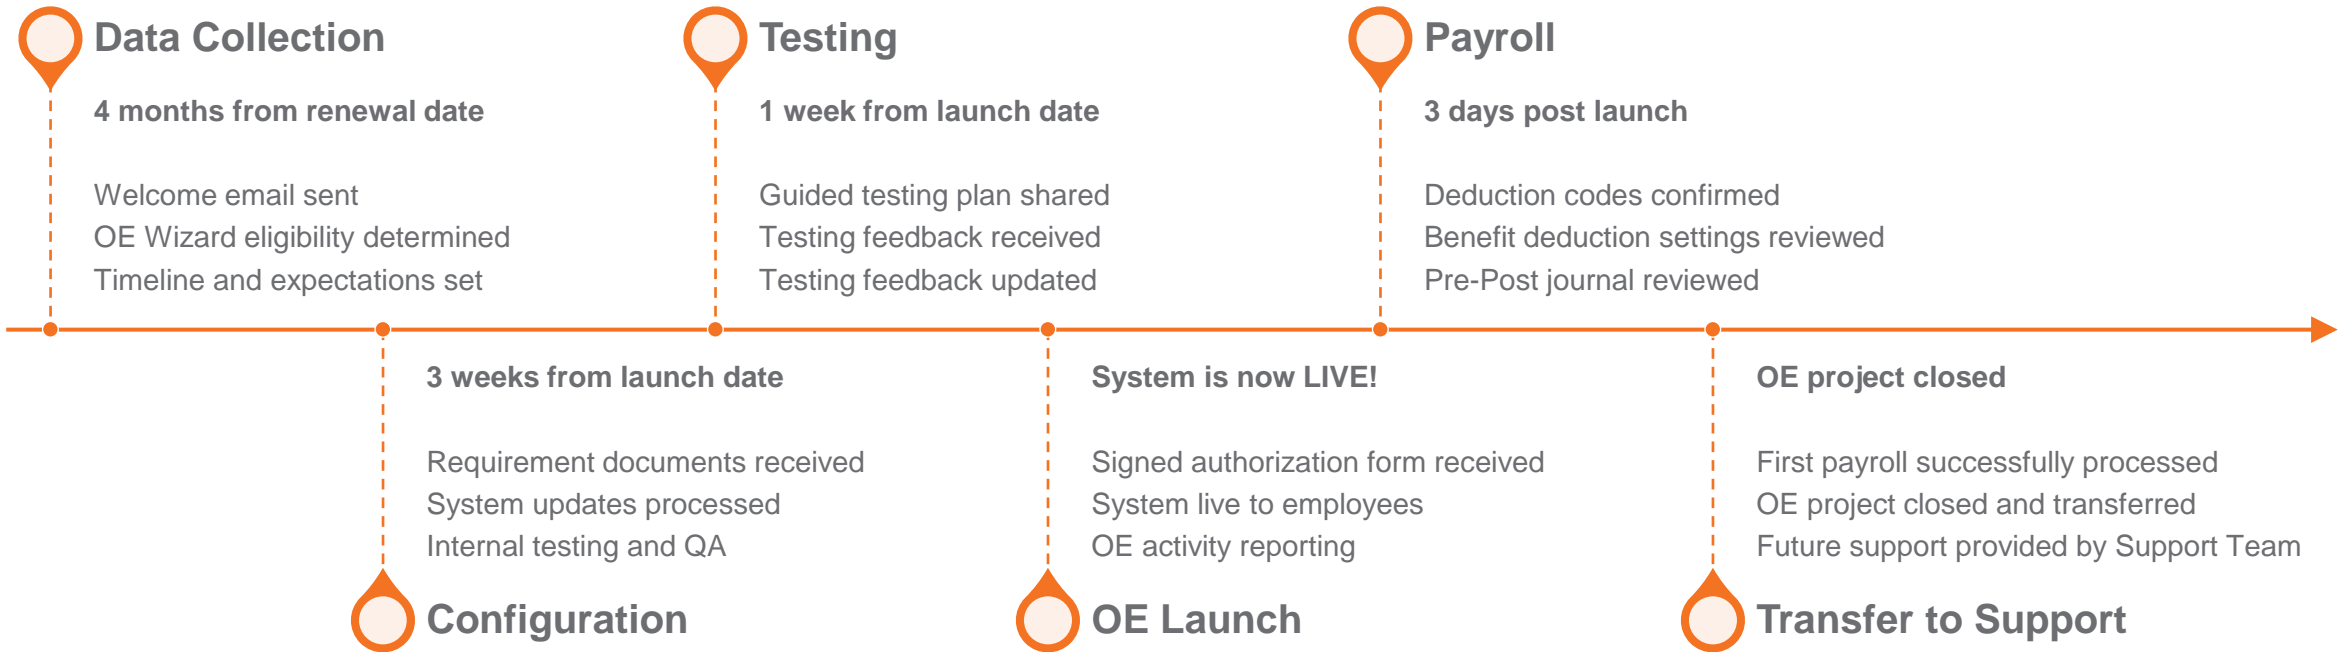 Data Collection
4 months from renewal date
Welcome email sent
OE Wizard eligibility determined
Timeline and expectations set
3 weeks from launch date
Requirement documents received
System updates processed
Internal testing and QA
Configuration
Testing
1 week from launch date
Guided testing plan shared
Testing feedback received
Testing feedback updated
System is now LIVE!
Signed authorization form received
System live to employees
OE activity reporting
OE Launch
Payroll
3 days post launch
Deduction codes confirmed
Benefit deduction settings reviewed
Pre-Post journal reviewed
OE project closed
First payroll successfully processed
OE project closed and transferred
Future support provided by Support Team
Transfer to Support